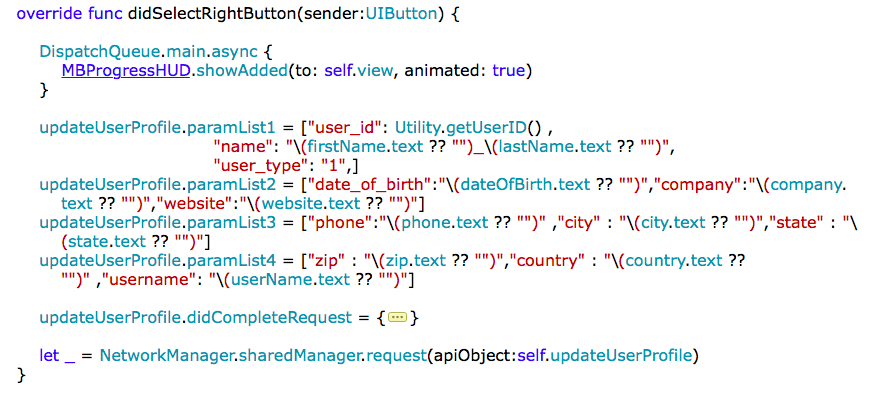 override func didSelectRightButton(sender:UIButton) {
DispatchQueue.main.async {
MBProgressHUD.showAdded(to: self.view, animated: true)
}
updateUserProfile.paramList1 = ["user_id": Utility.getUserID() ,
"name": "\(firstName.text ?? "")_\(lastName.text ?? "")",
"user_type": "1",]
updateUserProfile.paramList2 = ["date_of_birth":"\(dateOfBirth.text ?? "")","company":"\(company.
text ?? "")","website":"\(website.text ?? "")"]
updateUserProfile.paramList3 = ["phone":"\(phone.text ?? "")" ,"city" : "\(city.text ?? "")","state" : "\
(state.text ?? "")"]
updateUserProfile.paramList4 = ["zip" : "\(zip.text ?? "")","country" : "\(country.text ??
"")" ,"username": "\(userName.text ?? "")"]
updateUserProfile.didCompleteRequest = {...}
let _ = NetworkManager.sharedManager.request(apiObject:self.updateUserProfile)
}